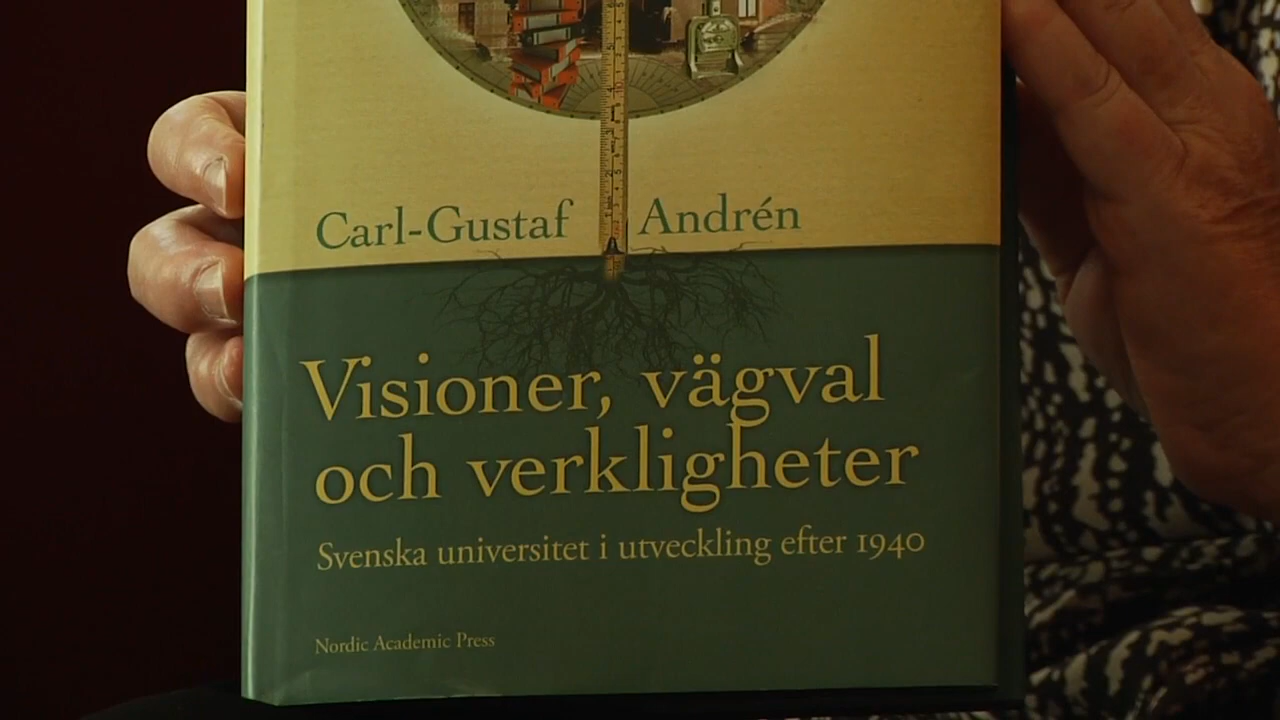 Carl-Gustaf Andrén
Visioner, vägval
och verkligheter
Svenska universitet i utveckling efter 1940
Nordic Academic Press